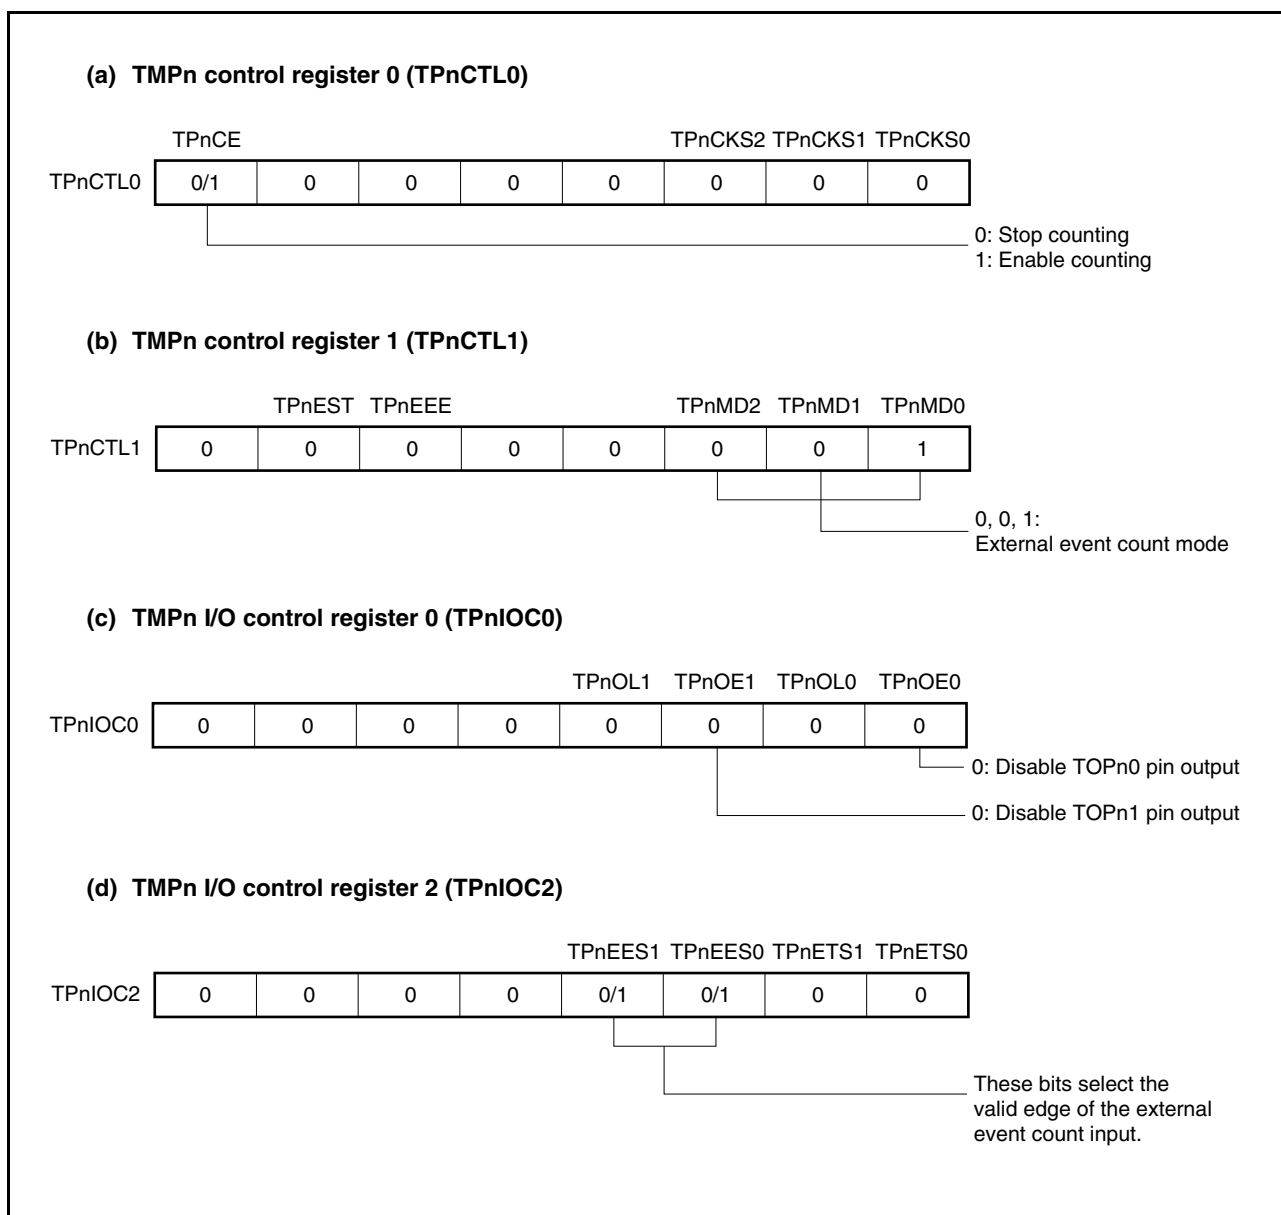 (a) TMPn control register 0 (TPnCTL0)
TPnCE TPnCKS2 TPnCKS1 TPnCKS0
TPnCTL0 0/1 0 0 0 0 0 0 0
0: Stop counting
1: Enable counting
(b) TMPn control register 1 (TPnCTL1)
TPnEST TPnEEE TPnMD2 TPnMD1 TPnMD0
TPnCTL1 0 0 0 0 0 0 0 1
0, 0, 1:
External event count mode
(c) TMPn I/O control register 0 (TPnIOC0)
TPnOL1 TPnOE1 TPnOL0 TPnOE0
TPnIOC0 0 0 0 0 0 0 0 0
0: Disable TOPn0 pin output
0: Disable TOPn1 pin output
(d) TMPn I/O control register 2 (TPnIOC2)
TPnEES1 TPnEES0 TPnETS1 TPnETS0
TPnIOC2 0 0 0 0 0/1 0/1 0 0
These bits select the
valid edge of the external
event count input.